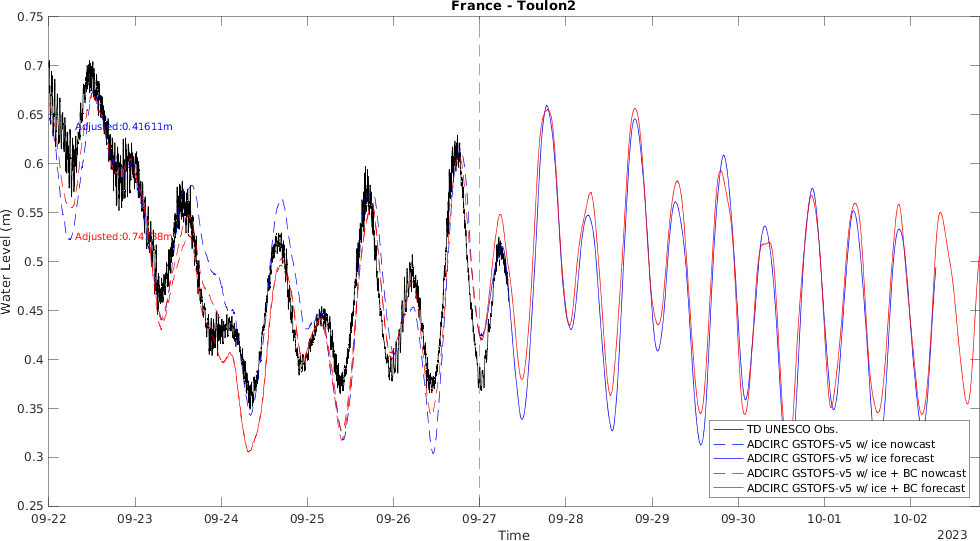 France - Toulon2
0.75
0.7
0.65
0.6
0.55
0.5
0.45
0.4
0.35
0.3
0.25
Water Level (m)
Adjusted:0.41611m
TD UNESCO Obs.
ADCIRC GSTOFS-v5 w/ ice nowcast
ADCIRC GSTOFS-v5 w/ ice forecast
ADCIRC GSTOFS-v5 w/ ice + BC nowcast
ADCIRC GSTOFS-v5 w/ ice + BC forecast
09-22 09-23 09-24 09-25 09-26 09-27 09-28 09-29 09-30 10-01 10-02
Time
2023